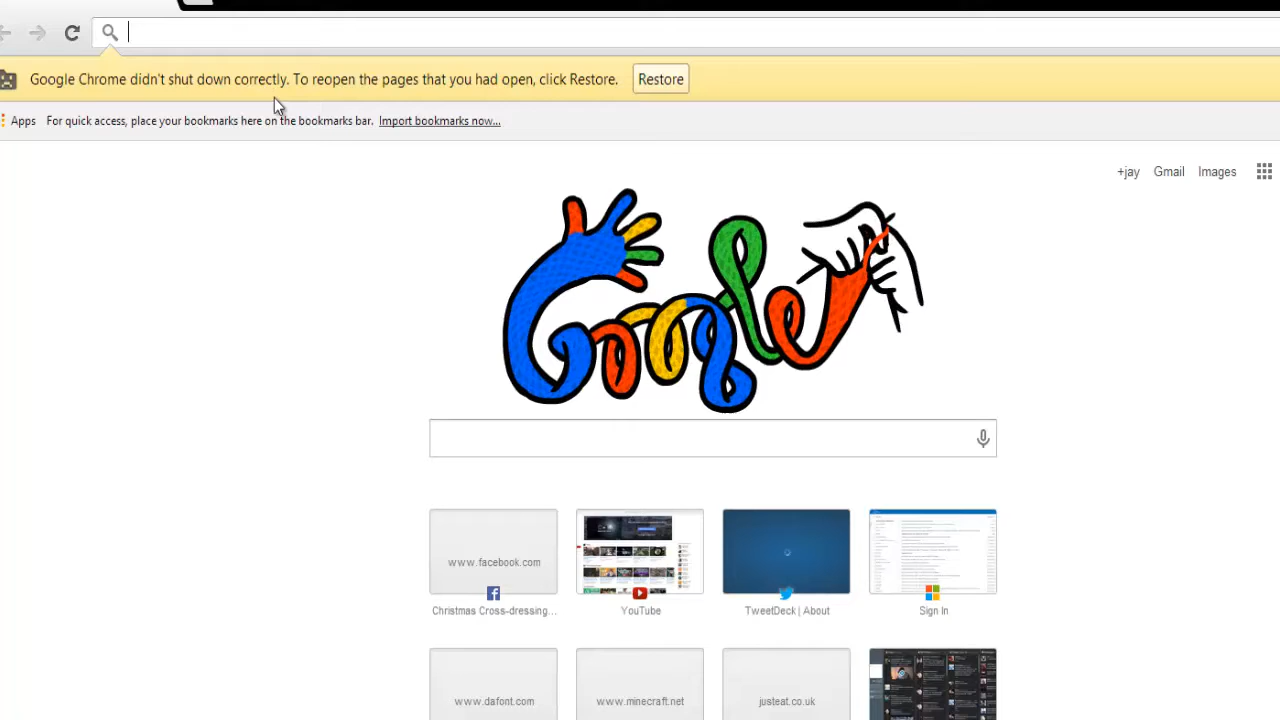 Google Chrome didn't shut down correctly. To reopen the pages that you had open, click Restore. Restore
Apps For quick access, place your bookmarks here on the bookmarks bar. Import bookmarks now...
+jay Gmail Images
Google
www.facebook.com
Christmas Cross-dressing... YouTube TweetDeck | About Sign In
www.dafont.com www.minecraft.net justeat.co.uk